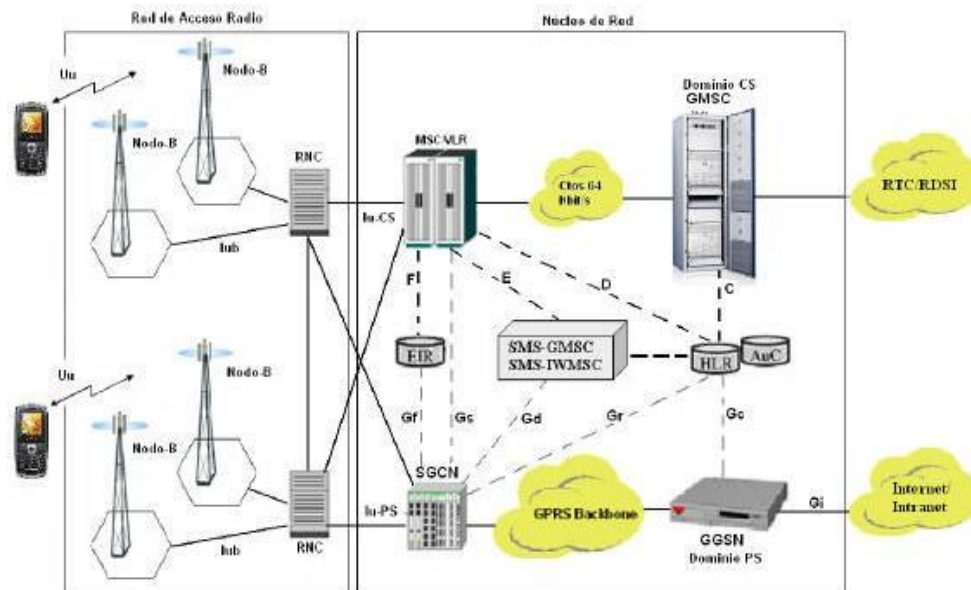 Red de Acceso Radio
Núcleo de Red
Uu
Nodo-B
Nodo-B
RNC
Iub
Iu-CS
MSC/VLR
Ctos 64
Kbit/s
Dominio CS
GMSC
RTC/RDSI
F
E
D
C
EIR
SMS-GMSC
SMS-IWMSC
HLR
AuC
Gf
Gs
Gd
Gr
Gc
Uu
Nodo-B
Nodo-B
RNC
Iub
Iu-PS
SGCN
GPRS Backbone
GGSN
Dominio PS
Gi
Internet/
Intranet